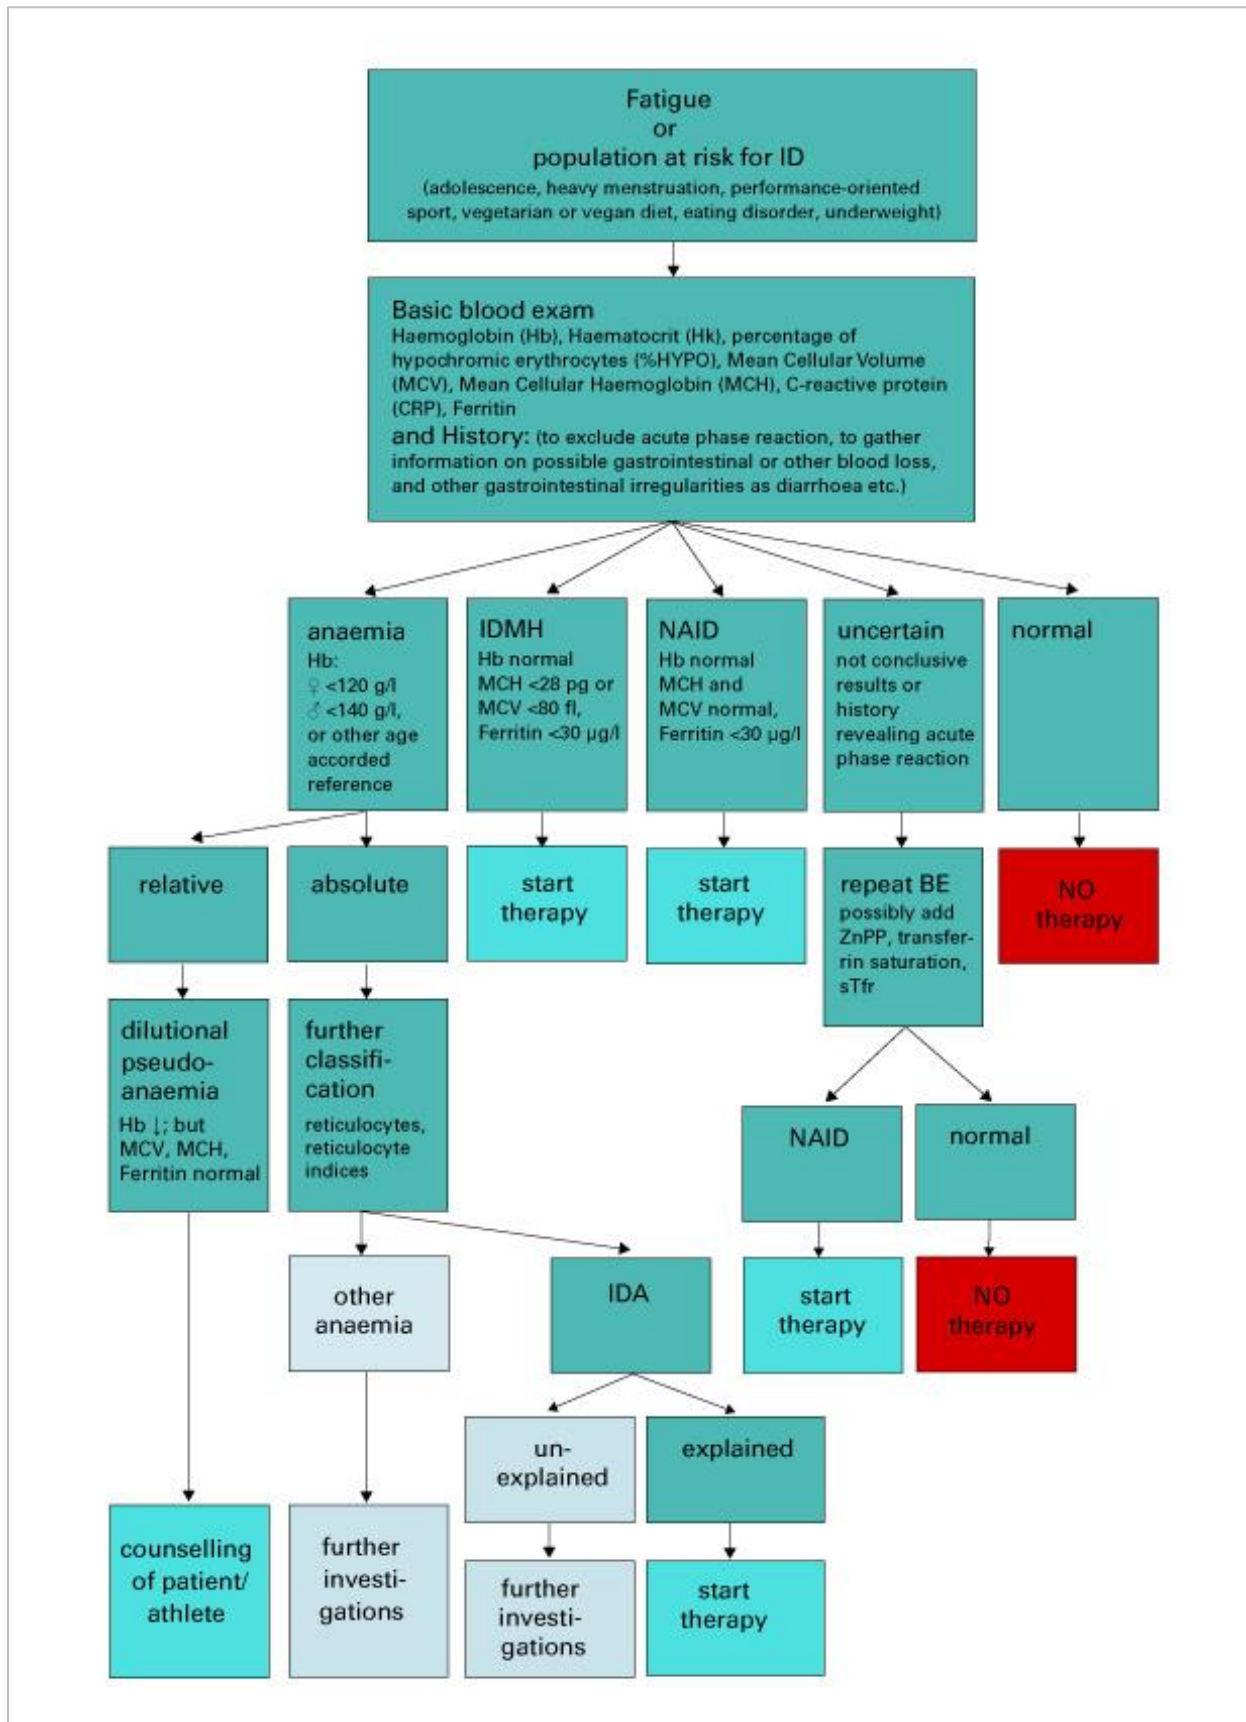 Fatigue
or
population at risk for ID
(adolescence, heavy menstruation, performance-oriented
sport, vegetarian or vegan diet, eating disorder, underweight)
Basic blood exam
Haemoglobin (Hb), Haematocrit (Hk), percentage of
hypochromic erythrocytes (%HYPO), Mean Cellular Volume
(MCV), Mean Cellular Haemoglobin (MCH), C-reactive protein
(CRP), Ferritin
and History: (to exclude acute phase reaction, to gather
information on possible gastrointestinal or other blood loss,
and other gastrointestinal irregularities as diarrhoea etc.)
anaemia
Hb:
♀ <120 g/l
♂ <140 g/l,
or other age
accorded
reference
IDMH
Hb normal
MCH <28 pg or
MCV <80 fl,
Ferritin <30 µg/l
NAID
Hb normal
MCH and
MCV normal,
Ferritin <30 µg/l
uncertain
not conclusive
results or
history
revealing acute
phase reaction
normal
relative
absolute
start
therapy
start
therapy
repeat BE
possibly add
ZnPP, transfer-
rin saturation,
sTfr
NO
therapy
dilutional
pseudo-
anaemia
Hb ↓; but
MCV, MCH,
Ferritin normal
further
classifi-
cation
reticulocytes,
reticulocyte
indices
NAID
normal
other
anaemia
IDA
start
therapy
NO
therapy
un-
explained
explained
counselling
of patient/
athlete
further
investi-
gations
further
investi-
gations
start
therapy